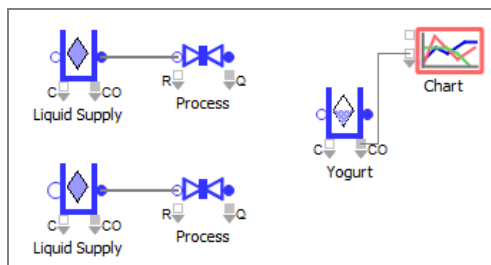 C
CO
Liquid Supply
R
Q
Process
Chart
C
CO
Yogurt
C
CO
Liquid Supply
R
Q
Process